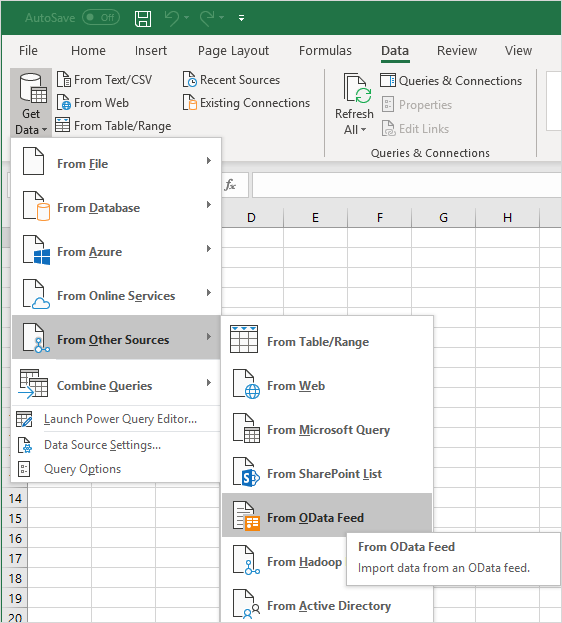 AutoSave Off
File Home Insert Page Layout Formulas Data Review View
Get Data
From Text/CSV
From Web
From Table/Range
Recent Sources
Existing Connections
Refresh All
Queries & Connections
Properties
Edit Links
Queries & Connections
fx
D E F G H
From File
From Database
From Azure
From Online Services
From Other Sources
Combine Queries
Launch Power Query Editor...
Data Source Settings...
Query Options
From Table/Range
From Web
From Microsoft Query
From SharePoint List
From OData Feed
From Hadoop
From Active Directory
From OData Feed
Import data from an OData feed.
14
15
16
17
18
19
20